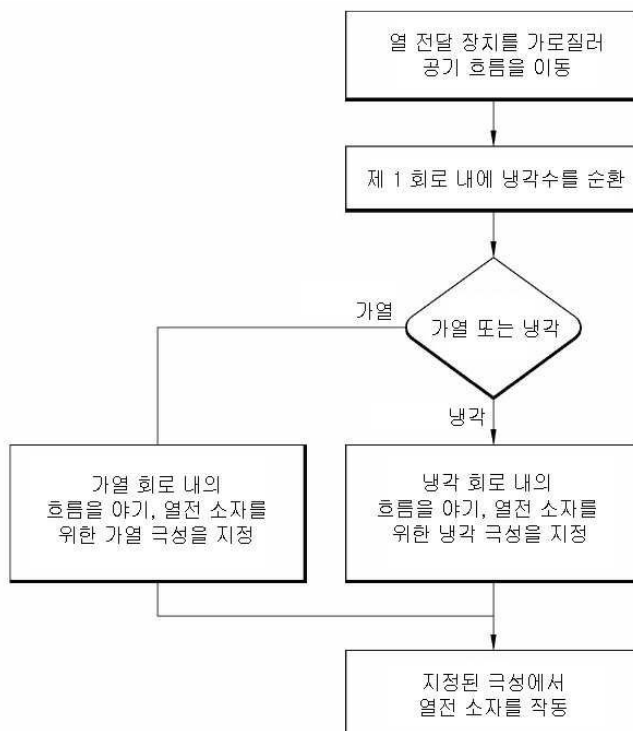 열 전달 장치를 가로질러
공기 흐름을 이동
제 1 회로 내에 냉각수를 순환
가열
가열 또는 냉각
냉각
가열 회로 내의
흐름을 야기, 열전 소자를
위한 가열 극성을 지정
냉각 회로 내의
흐름을 야기, 열전 소자를
위한 냉각 극성을 지정
지정된 극성에서
열전 소자를 작동